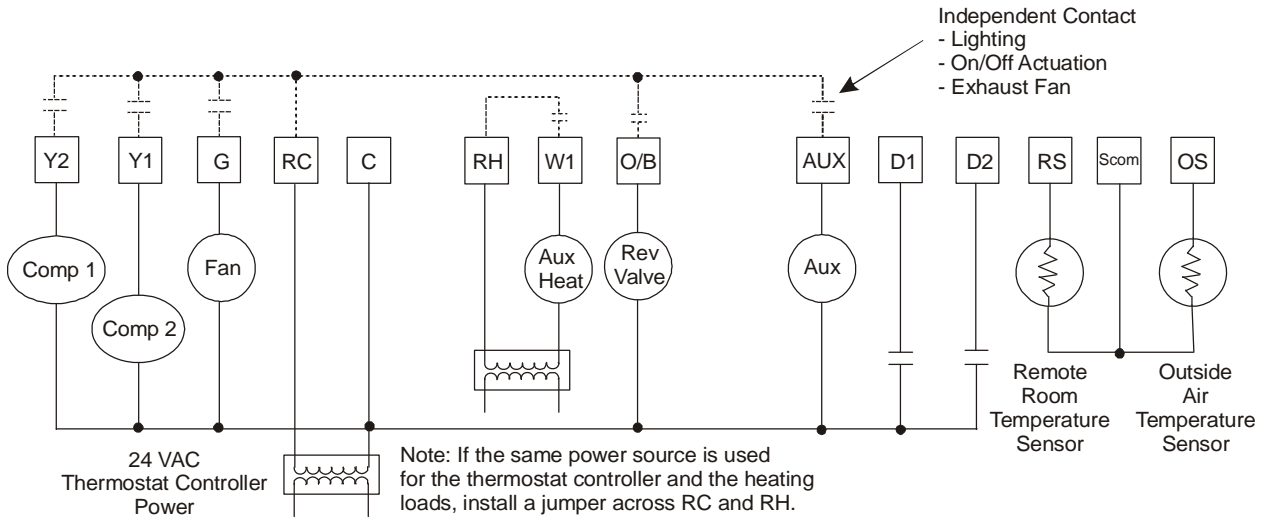 Independent Contact
- Lighting
- On/Off Actuation
- Exhaust Fan
Y2
Y1
G
RC
C
RH
W1
O/B
AUX
D1
D2
RS
Scom
OS
Comp 1
Comp 2
Fan
Aux
Heat
Rev
Valve
Aux
Remote
Room
Temperature
Sensor
Outside
Air
Temperature
Sensor
24 VAC
Thermostat Controller
Power
Note: If the same power source is used
for the thermostat controller and the heating
loads, install a jumper across RC and RH.